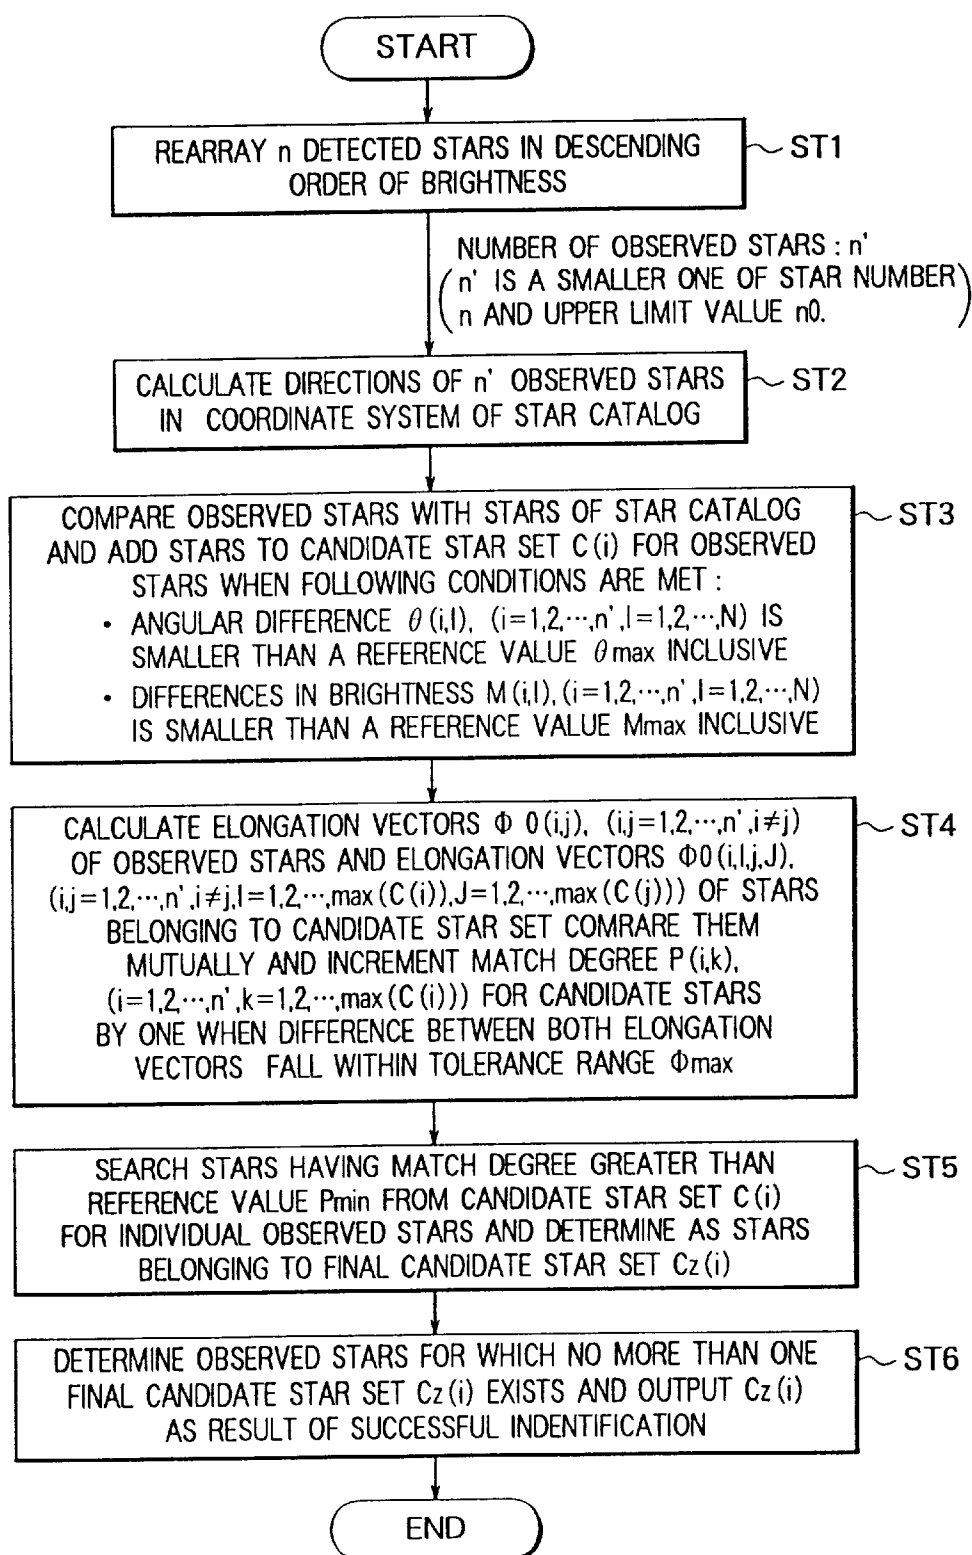 START
REARRAY n DETECTED STARS IN DESCENDING
ORDER OF BRIGHTNESS
ST1
NUMBER OF OBSERVED STARS : n'
(n' IS A SMALLER ONE OF STAR NUMBER
n AND UPPER LIMIT VALUE n0.)
CALCULATE DIRECTIONS OF n' OBSERVED STARS
IN COORDINATE SYSTEM OF STAR CATALOG
ST2
COMPARE OBSERVED STARS WITH STARS OF STAR CATALOG
AND ADD STARS TO CANDIDATE STAR SET C(i) FOR OBSERVED
STARS WHEN FOLLOWING CONDITIONS ARE MET :
• ANGULAR DIFFERENCE θ(i,I), (i=1,2,⋯,n',I=1,2,⋯,N) IS
SMALLER THAN A REFERENCE VALUE θmax INCLUSIVE
• DIFFERENCES IN BRIGHTNESS M(i,I),(i=1,2,⋯,n',I=1,2,⋯,N)
IS SMALLER THAN A REFERENCE VALUE Mmax INCLUSIVE
ST3
CALCULATE ELONGATION VECTORS Φ 0(i,j), (i,j=1,2,⋯,n',i≠j)
OF OBSERVED STARS AND ELONGATION VECTORS Φ0(i,I,j,J),
(i,j=1,2,⋯,n',i≠j,I=1,2,⋯,max(C(i)),J=1,2,⋯,max(C(j))) OF STARS
BELONGING TO CANDIDATE STAR SET COMRARE THEM
MUTUALLY AND INCREMENT MATCH DEGREE P(i,k),
(i=1,2,⋯,n',k=1,2,⋯,max(C(i))) FOR CANDIDATE STARS
BY ONE WHEN DIFFERENCE BETWEEN BOTH ELONGATION
VECTORS FALL WITHIN TOLERANCE RANGE Φmax
ST4
SEARCH STARS HAVING MATCH DEGREE GREATER THAN
REFERENCE VALUE Pmin FROM CANDIDATE STAR SET C(i)
FOR INDIVIDUAL OBSERVED STARS AND DETERMINE AS STARS
BELONGING TO FINAL CANDIDATE STAR SET Cz(i)
ST5
DETERMINE OBSERVED STARS FOR WHICH NO MORE THAN ONE
FINAL CANDIDATE STAR SET Cz(i) EXISTS AND OUTPUT Cz(i)
AS RESULT OF SUCCESSFUL INDENTIFICATION
ST6
END